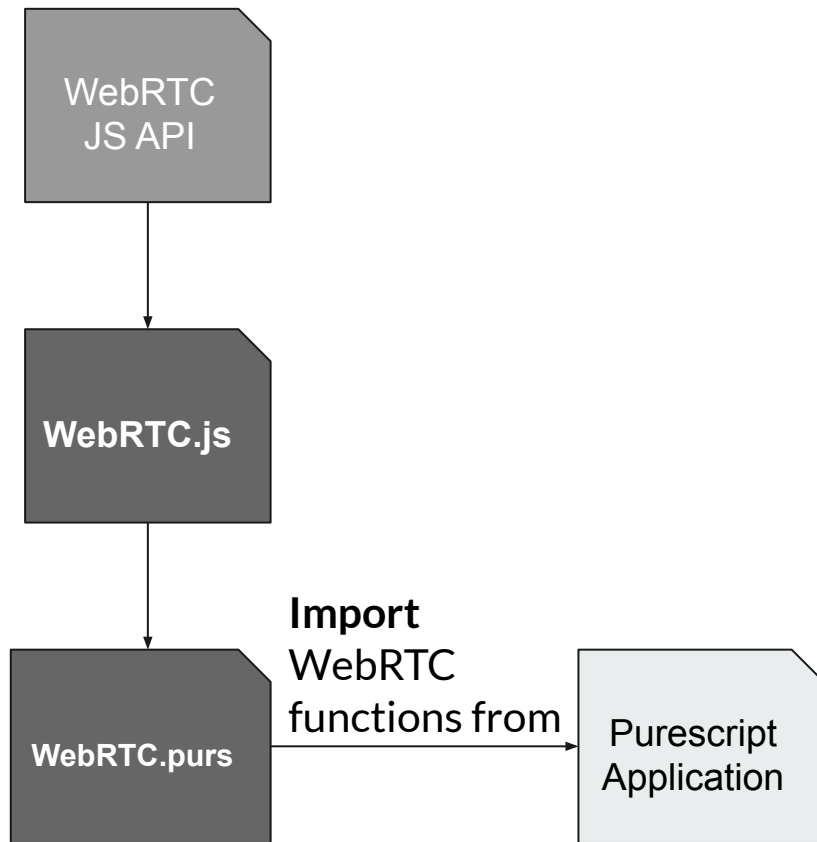 WebRTC
JS API
WebRTC.js
Import
WebRTC
functions from
WebRTC.purs
Purescript
Application